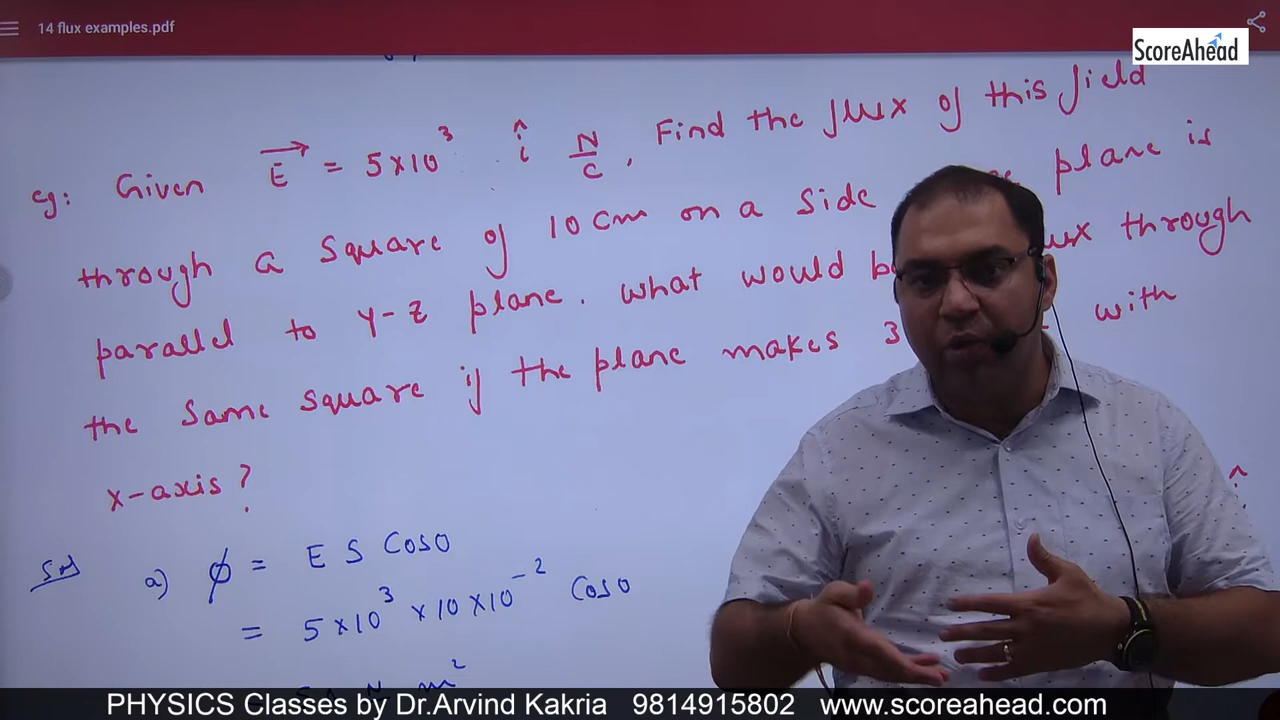 14 flux examples.pdf
ScoreAhead
eg: Given E⃗ = 5×10³ î N/C, Find the flux of this field
through a square of 10 cm on a side plane is
parallel to Y-Z plane. What would be flux through
the same square if the plane makes 3 with
x-axis?
Sol a) ϕ = E S Cos0
= 5×10³ ×10×10⁻² Cos0
m²
PHYSICS Classes by Dr.Arvind Kakria 9814915802 www.scoreahead.com